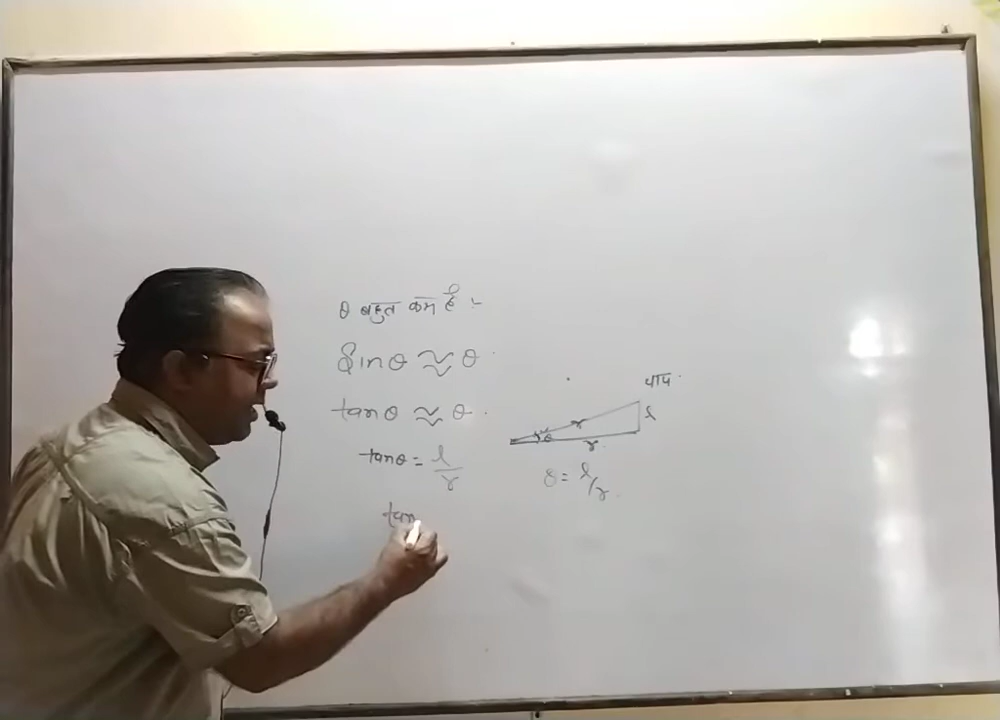 θ बहुत कम है :-
Sinθ ≈ θ
tanθ ≈ θ
tanθ = l/r
tan
चाप
l
r
θ
r
θ = l/r